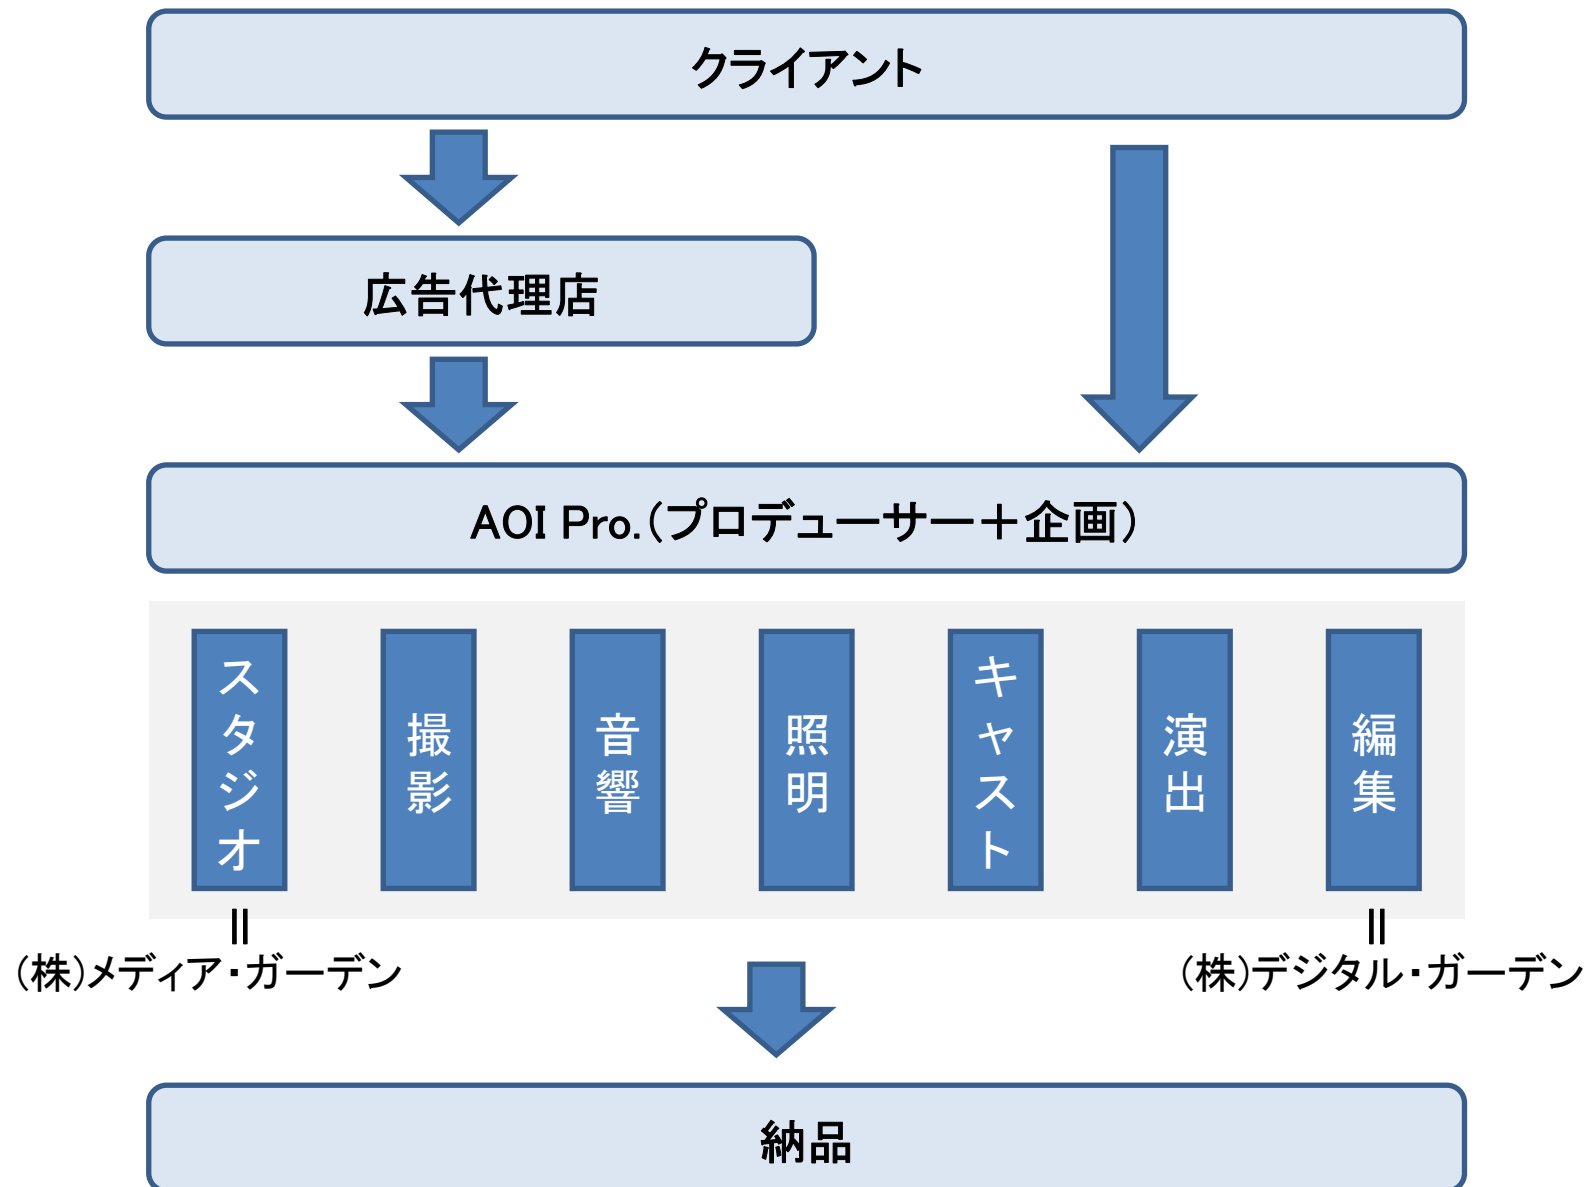 クライアント
広告代理店
AOI Pro.(プロデューサー＋企画)
スタジオ
撮影
音響
照明
キャスト
演出
編集
＝
＝
(株)メディア・ガーデン
(株)デジタル・ガーデン
納品